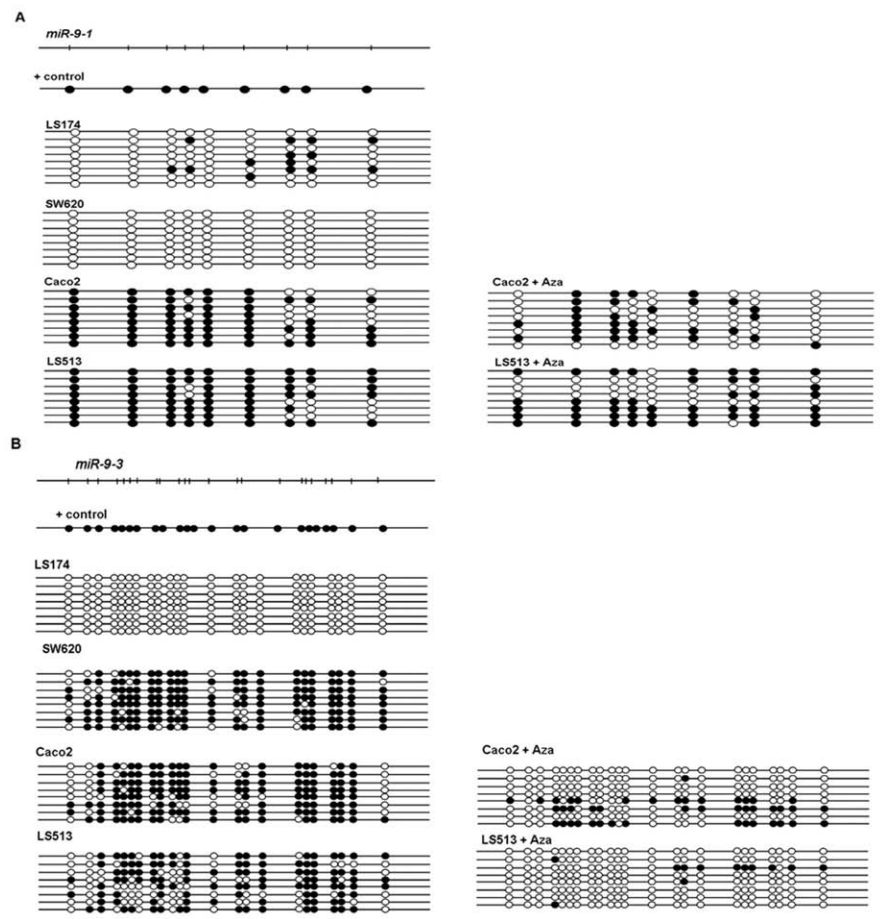 A
miR-9-1
+ control
LS174
SW620
Caco2
Caco2 + Aza
LS513
LS513 + Aza
B
miR-9-3
+ control
LS174
SW620
Caco2
Caco2 + Aza
LS513
LS513 + Aza